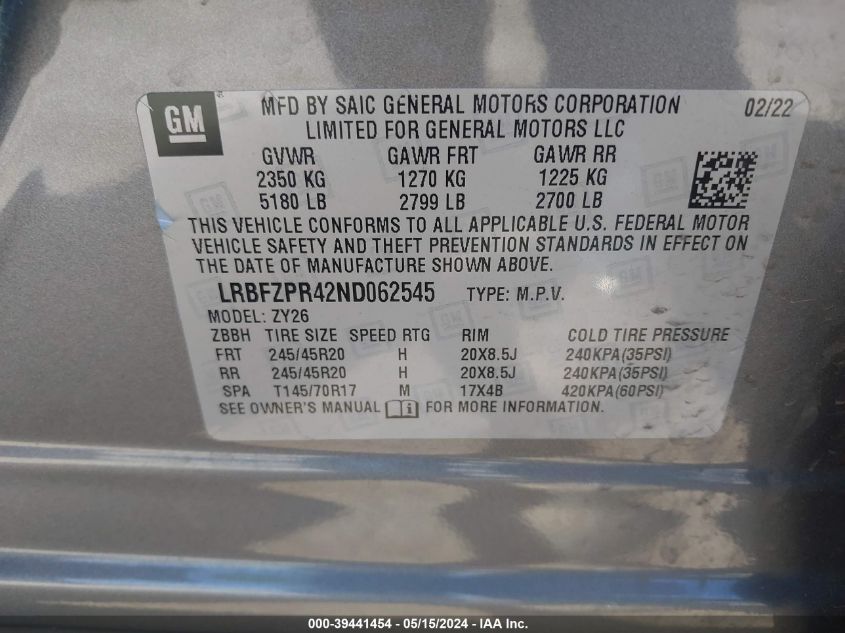 GM
MFD BY SAIC GENERAL MOTORS CORPORATION 02/22
LIMITED FOR GENERAL MOTORS LLC
GVWR GAWR FRT GAWR RR
2350 KG 1270 KG 1225 KG
5180 LB 2799 LB 2700 LB
THIS VEHICLE CONFORMS TO ALL APPLICABLE U.S. FEDERAL MOTOR
VEHICLE SAFETY AND THEFT PREVENTION STANDARDS IN EFFECT ON
THE DATE OF MANUFACTURE SHOWN ABOVE.
LRBFZPR42ND062545 TYPE: M.P.V.
MODEL: ZY26
ZBBH TIRE SIZE SPEED RTG RIM COLD TIRE PRESSURE
FRT 245/45R20 H 20X8.5J 240KPA(35PSI)
RR 245/45R20 H 20X8.5J 240KPA(35PSI)
SPA T145/70R17 M 17X4B 420KPA(60PSI)
SEE OWNER'S MANUAL FOR MORE INFORMATION.
000-39441454 - 05/15/2024 - IAA Inc.